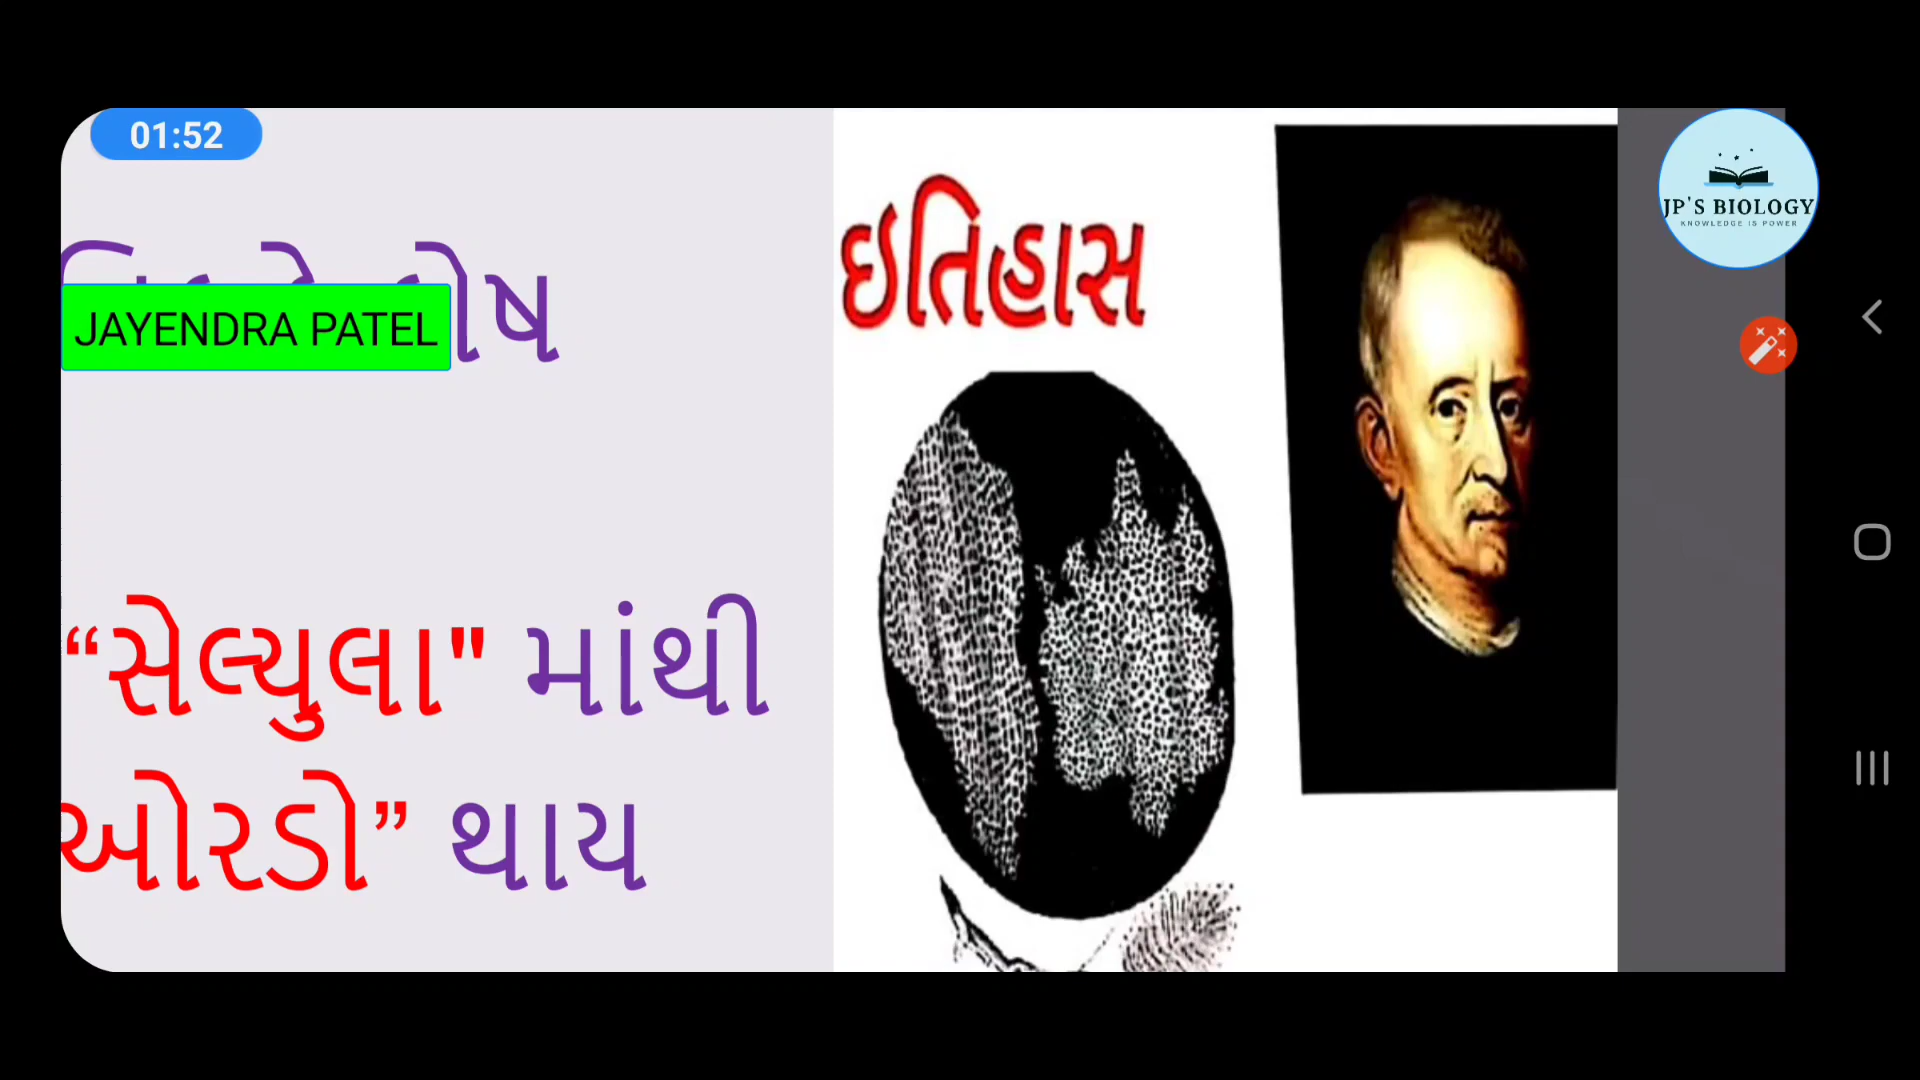 01:52
JAYENDRA PATEL
“સેલ્યુલા" માંથી
ઓરડો” થાય
ઇતિહાસ
JP'S BIOLOGY
KNOWLEDGE IS POWER